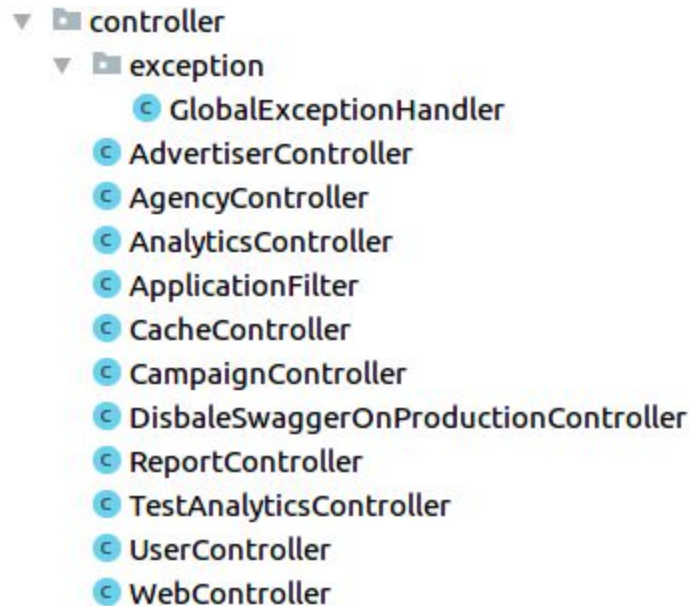 controller
exception
GlobalExceptionHandler
AdvertiserController
AgencyController
AnalyticsController
ApplicationFilter
CacheController
CampaignController
DisbaleSwaggerOnProductionController
ReportController
TestAnalyticsController
UserController
WebController